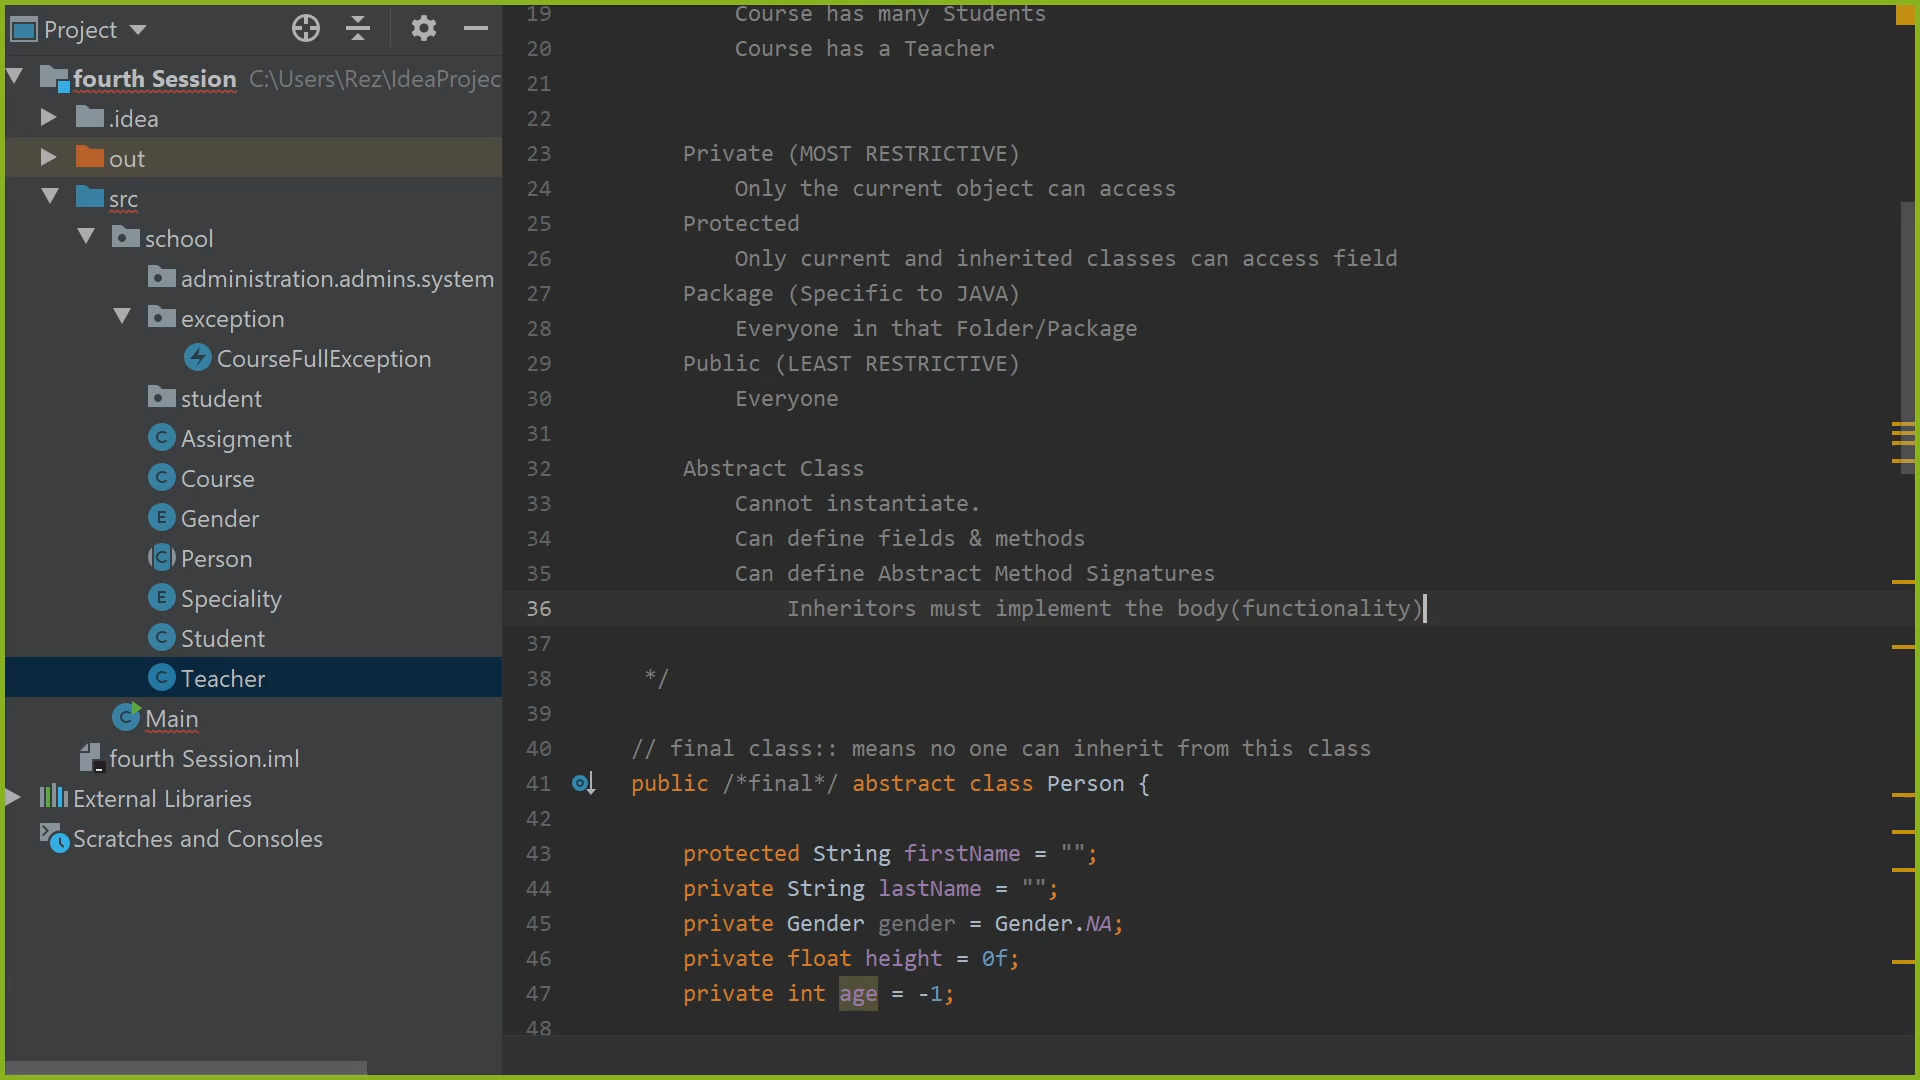 Project
fourth Session C:\Users\Rez\IdeaProjec
.idea
out
src
school
administration.admins.system
exception
CourseFullException
student
Assigment
Course
Gender
Person
Speciality
Student
Teacher
Main
fourth Session.iml
External Libraries
Scratches and Consoles
19 Course has many Students
20 Course has a Teacher
21
22
23 Private (MOST RESTRICTIVE)
24 Only the current object can access
25 Protected
26 Only current and inherited classes can access field
27 Package (Specific to JAVA)
28 Everyone in that Folder/Package
29 Public (LEAST RESTRICTIVE)
30 Everyone
31
32 Abstract Class
33 Cannot instantiate.
34 Can define fields & methods
35 Can define Abstract Method Signatures
36 Inheritors must implement the body(functionality)
37
38 */
39
40 // final class:: means no one can inherit from this class
41 public /*final*/ abstract class Person {
42
43 protected String firstName = "";
44 private String lastName = "";
45 private Gender gender = Gender.NA;
46 private float height = 0f;
47 private int age = -1;
48